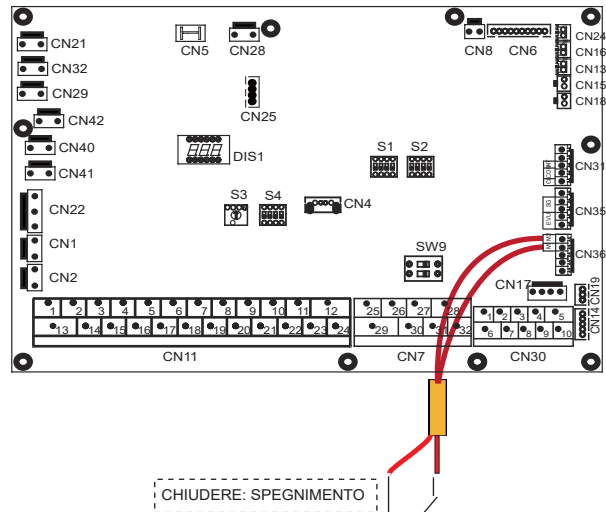 CN21
CN5
CN28
CN8
CN6
CN24
CN16
CN13
CN15
CN18
CN32
CN29
CN42
CN25
CN40
CN41
DIS1
S1
S2
CN31
CN22
S3
S4
CN4
SG
EVU
CN35
CN1
M1 M2
CN36
CN2
SW9
CN17
CN19
CN14
1 2 3 4 5 6 7 8 9 10 11 12
13 14 15 16 17 18 19 20 21 22 23 24
25 26 27 28
29 30 31 32
1 2 3 4 5
6 7 8 9 10
CN11
CN7
CN30
CHIUDERE: SPEGNIMENTO